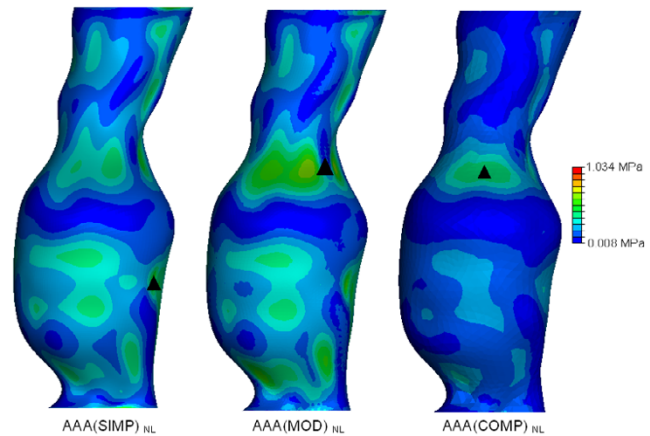 1.034 MPa
0.008 MPa
AAA(SIMP) NL
AAA(MOD) NL
AAA(COMP) NL